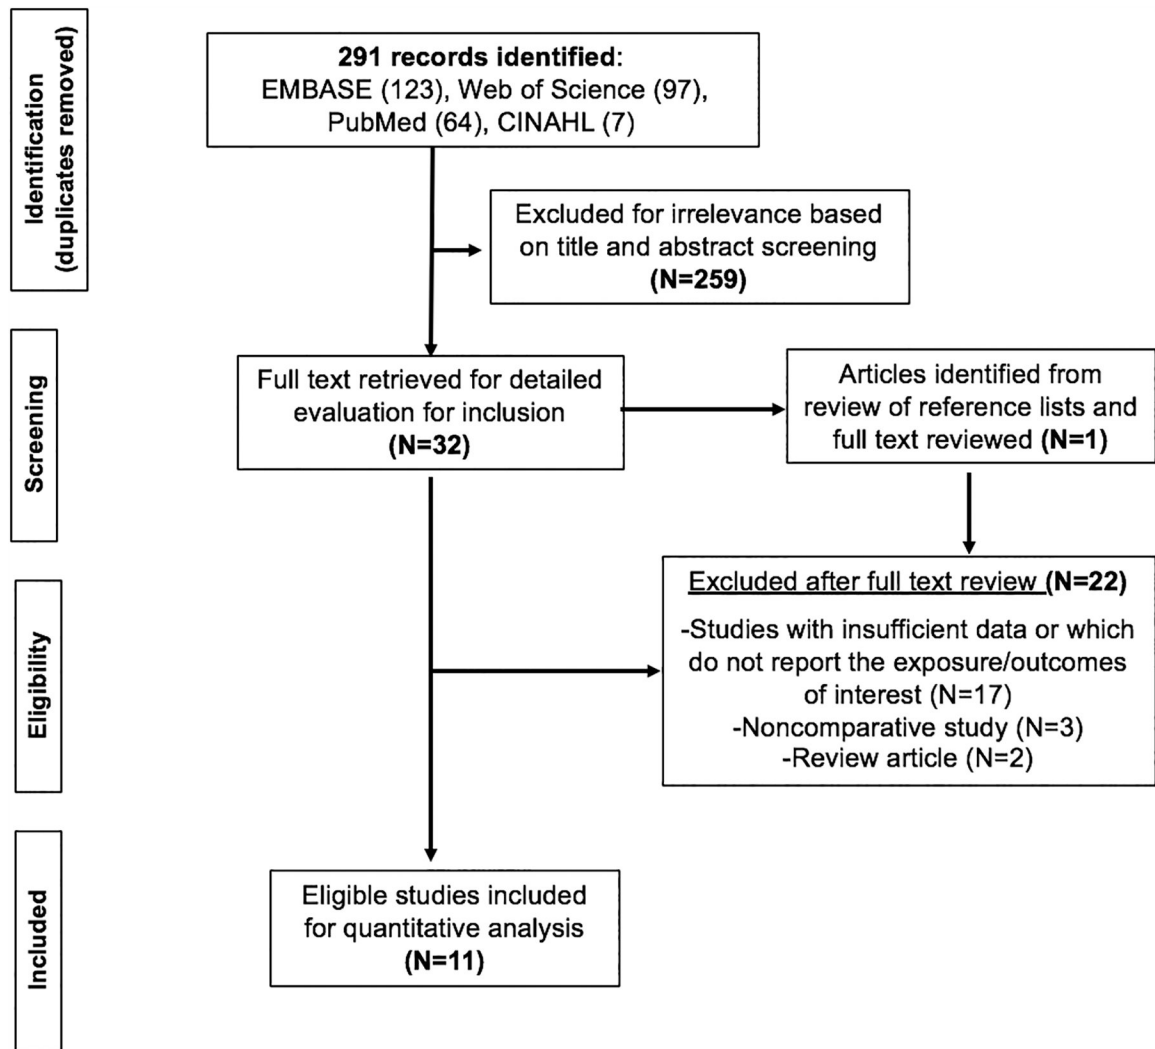 Identification
(duplicates removed)
291 records identified:
EMBASE (123), Web of Science (97),
PubMed (64), CINAHL (7)
Excluded for irrelevance based
on title and abstract screening
(N=259)
Screening
Full text retrieved for detailed
evaluation for inclusion
(N=32)
Articles identified from
review of reference lists and
full text reviewed (N=1)
Eligibility
Excluded after full text review (N=22)
-Studies with insufficient data or which
do not report the exposure/outcomes
of interest (N=17)
-Noncomparative study (N=3)
-Review article (N=2)
Included
Eligible studies included
for quantitative analysis
(N=11)